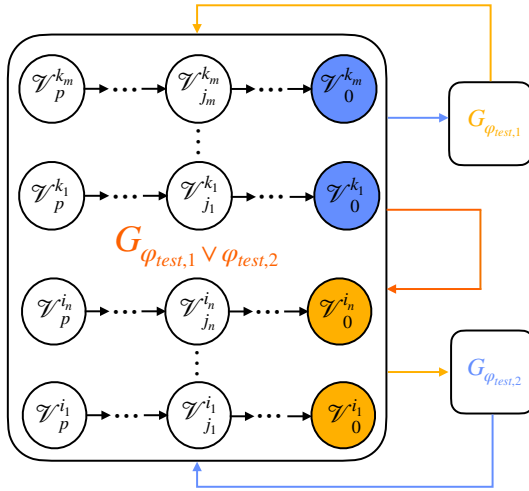 𝒱_p^{k_m} ... 𝒱_{j_m}^{k_m} ... 𝒱_0^{k_m}
G_{φ_{test,1}}
𝒱_p^{k_1} ... 𝒱_{j_1}^{k_1} ... 𝒱_0^{k_1}
G_{φ_{test,1} ∨ φ_{test,2}}
𝒱_p^{i_n} ... 𝒱_{j_n}^{i_n} ... 𝒱_0^{i_n}
G_{φ_{test,2}}
𝒱_p^{i_1} ... 𝒱_{j_1}^{i_1} ... 𝒱_0^{i_1}